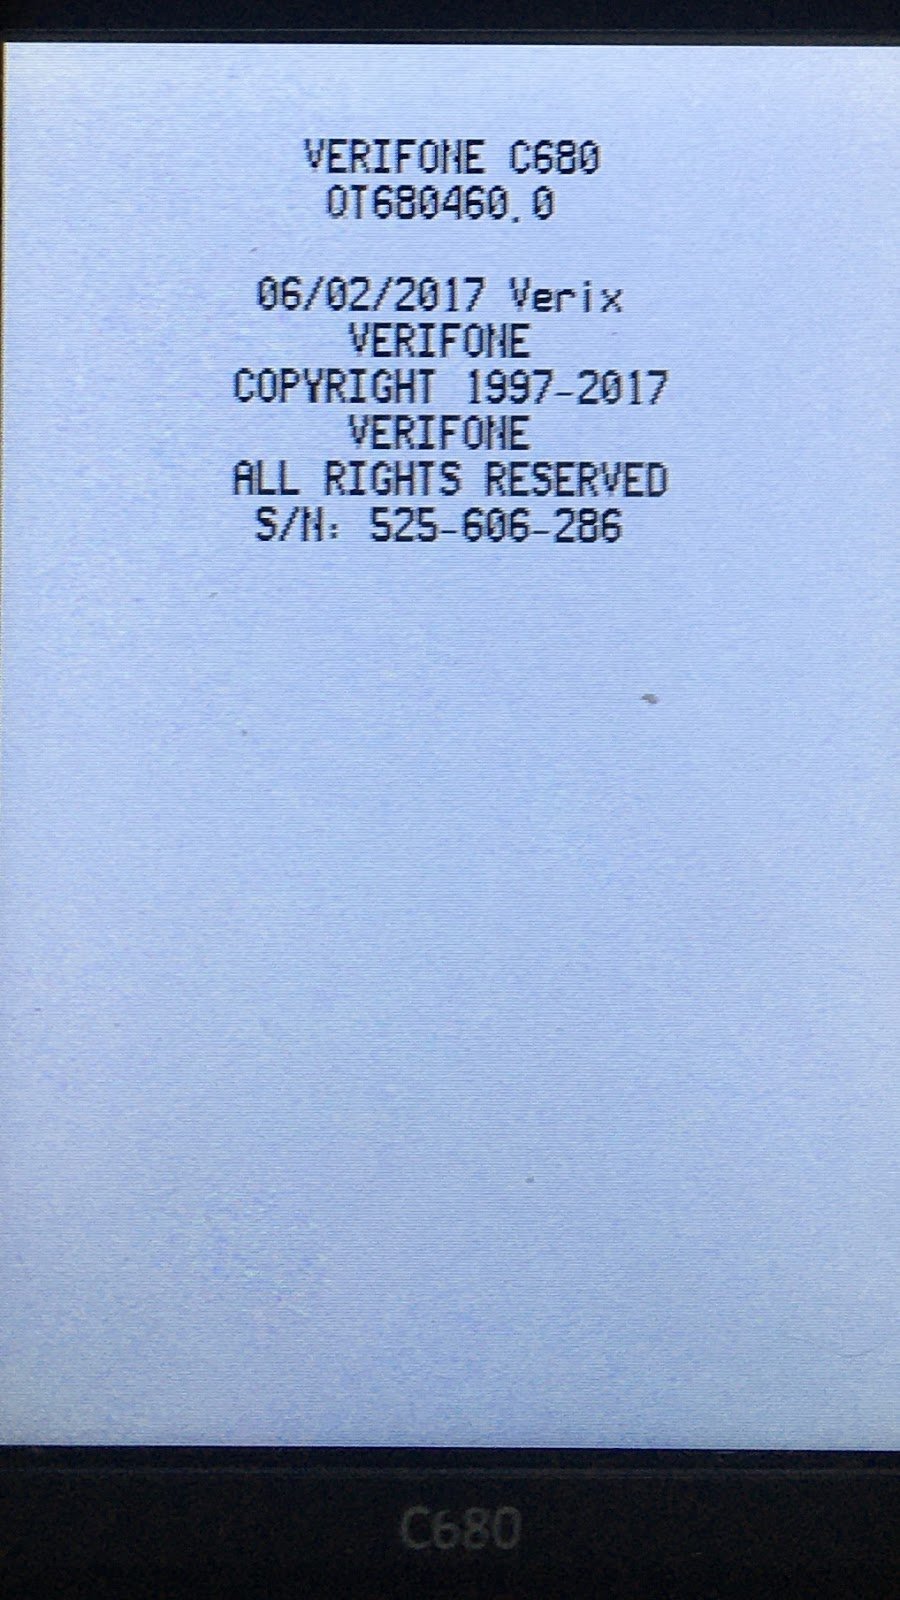 VERIFONE C680
QT680460.0
06/02/2017 Verix
VERIFONE
COPYRIGHT 1997-2017
VERIFONE
ALL RIGHTS RESERVED
S/N: 525-606-286
C680